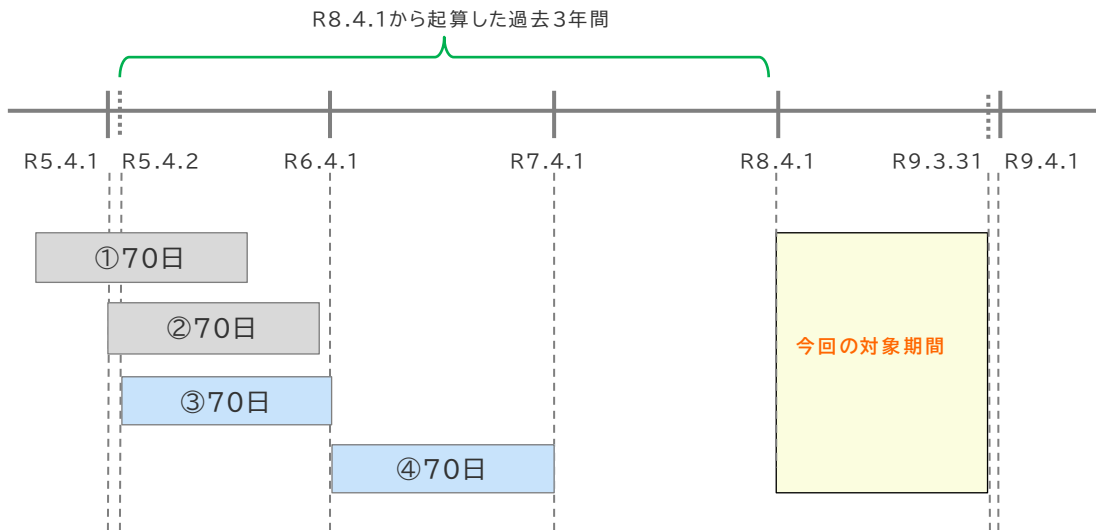 R8.4.1から起算した過去3年間
R5.4.1 R5.4.2 R6.4.1 R7.4.1 R8.4.1 R9.3.31 R9.4.1
①70日
②70日
今回の対象期間
③70日
④70日